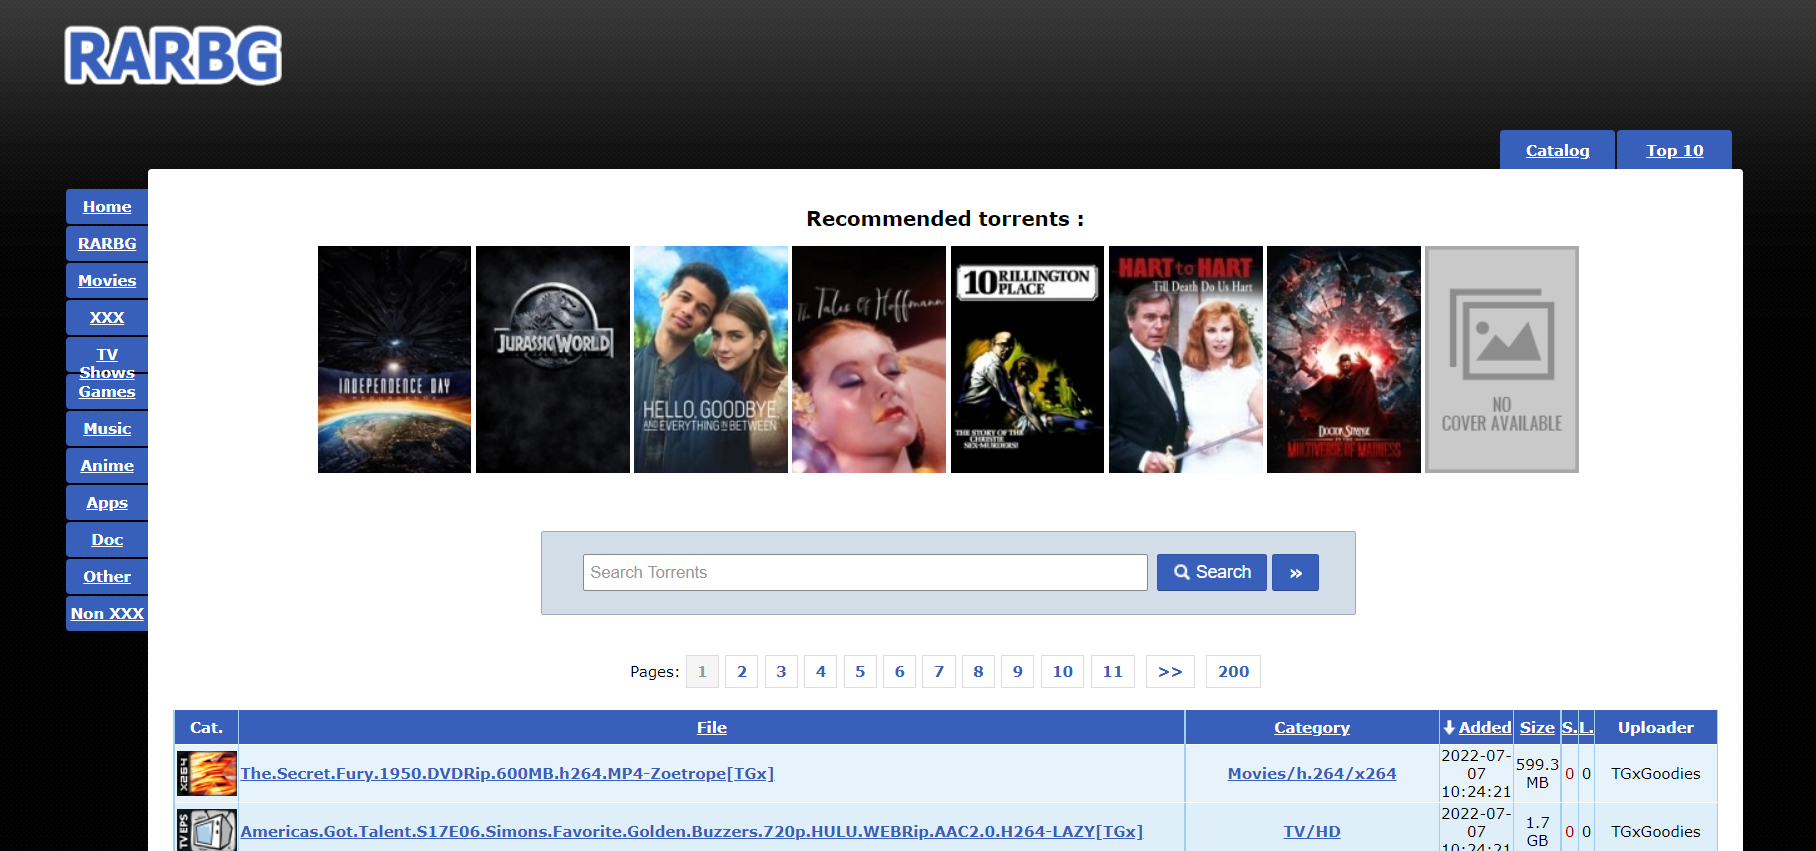 RARBG
Catalog
Top 10
Home
RARBG
Movies
XXX
TV
Shows
Games
Music
Anime
Apps
Doc
Other
Non XXX
Recommended torrents :
INDEPENDENCE DAY
JURASSIC WORLD
HELLO, GOODBYE,
AND EVERYTHING IN BETWEEN
The Tales of Hoffmann
10 RILLINGTON
PLACE
THE STORY OF THE
CHRISTIE
SEX-MURDERS!
HART to HART
Till Death Do Us Hart
DOCTOR STRANGE
IN THE
MULTIVERSE OF MADNESS
NO
COVER AVAILABLE
Search Torrents
Search
»
Pages: 1 2 3 4 5 6 7 8 9 10 11 >> 200
Cat. File Category Added Size S. L. Uploader
x264
The.Secret.Fury.1950.DVDRip.600MB.h264.MP4-Zoetrope[TGx]
Movies/h.264/x264
2022-07-
07
10:24:21
599.3
MB
0
0
TGxGoodies
TV EPS
Americas.Got.Talent.S17E06.Simons.Favorite.Golden.Buzzers.720p.HULU.WEBRip.AAC2.0.H264-LAZY[TGx]
TV/HD
2022-07-
07
10:24:21
1.7
GB
0
0
TGxGoodies